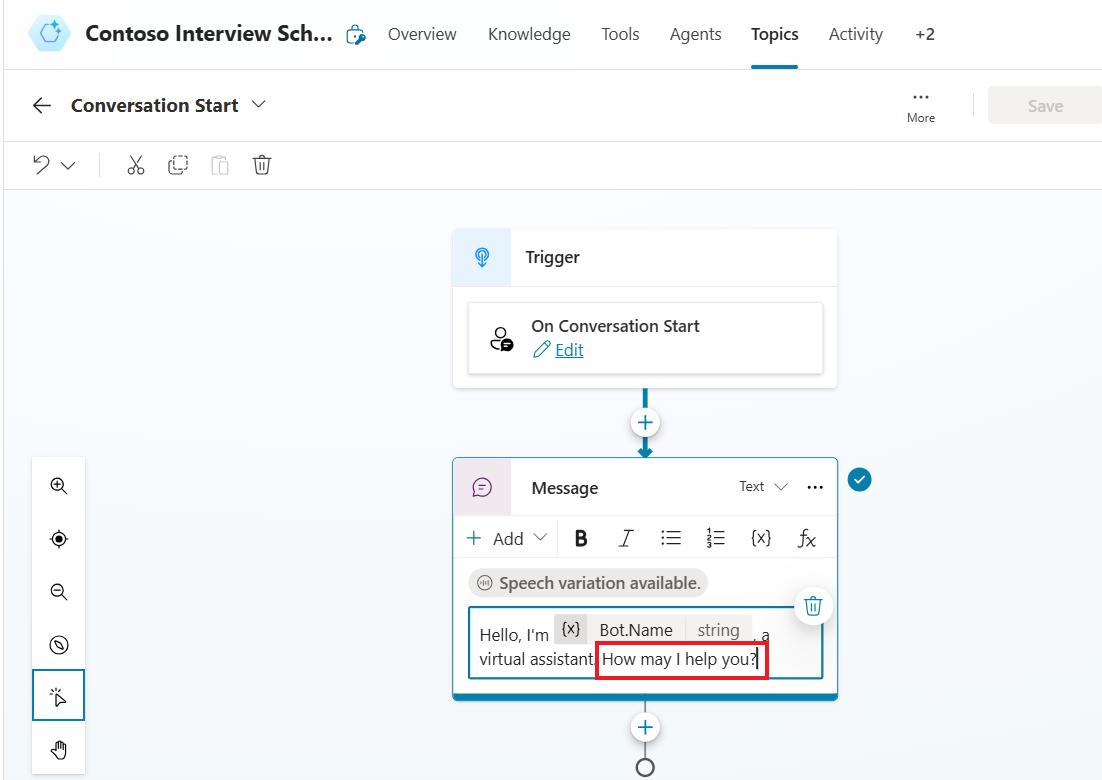 Contoso Interview Sch...
Overview
Knowledge
Tools
Agents
Topics
Activity
+2
Conversation Start
More
Save
Trigger
On Conversation Start
Edit
Message
Text
Add
B
I
{x}
fx
Speech variation available.
Hello, I'm {x} Bot.Name string , a
virtual assistant. How may I help you?